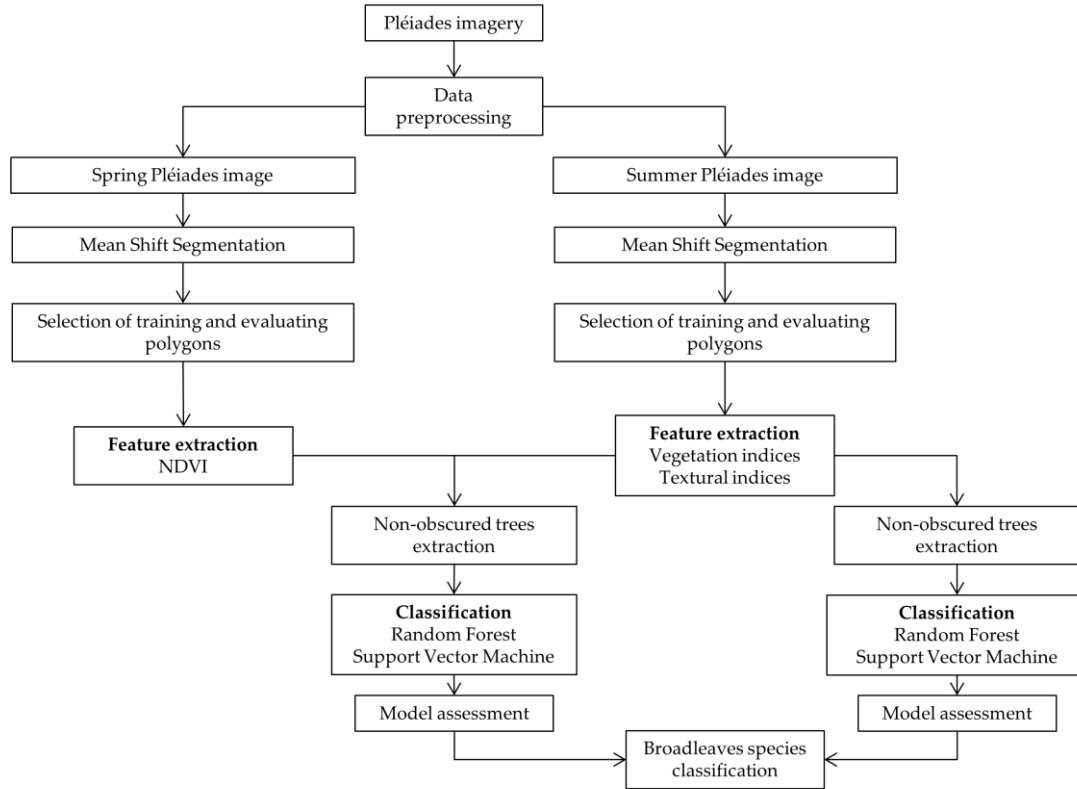 Pléiades imagery
Data
preprocessing
Spring Pléiades image
Summer Pléiades image
Mean Shift Segmentation
Mean Shift Segmentation
Selection of training and evaluating
polygons
Selection of training and evaluating
polygons
Feature extraction
NDVI
Feature extraction
Vegetation indices
Textural indices
Non-obscured trees
extraction
Non-obscured trees
extraction
Classification
Random Forest
Support Vector Machine
Classification
Random Forest
Support Vector Machine
Model assessment
Model assessment
Broadleaves species
classification